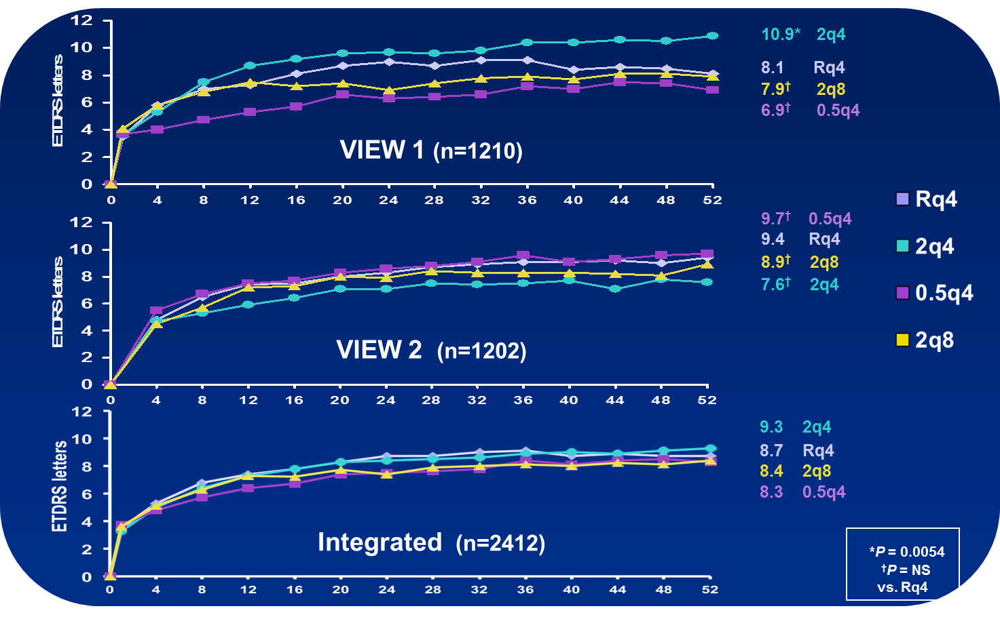 12
10
8
6
4
2
0
ETDRS letters
0 4 8 12 16 20 24 28 32 36 40 44 48 52
VIEW 1 (n=1210)
10.9* 2q4
8.1 Rq4
7.9† 2q8
6.9† 0.5q4
12
10
8
6
4
2
0
ETDRS letters
0 4 8 12 16 20 24 28 32 36 40 44 48 52
VIEW 2 (n=1202)
9.7† 0.5q4
9.4 Rq4
8.9† 2q8
7.6† 2q4
Rq4
2q4
0.5q4
2q8
12
10
8
6
4
2
0
ETDRS letters
0 4 8 12 16 20 24 28 32 36 40 44 48 52
Integrated (n=2412)
9.3 2q4
8.7 Rq4
8.4 2q8
8.3 0.5q4
*P = 0.0054
†P = NS
vs. Rq4